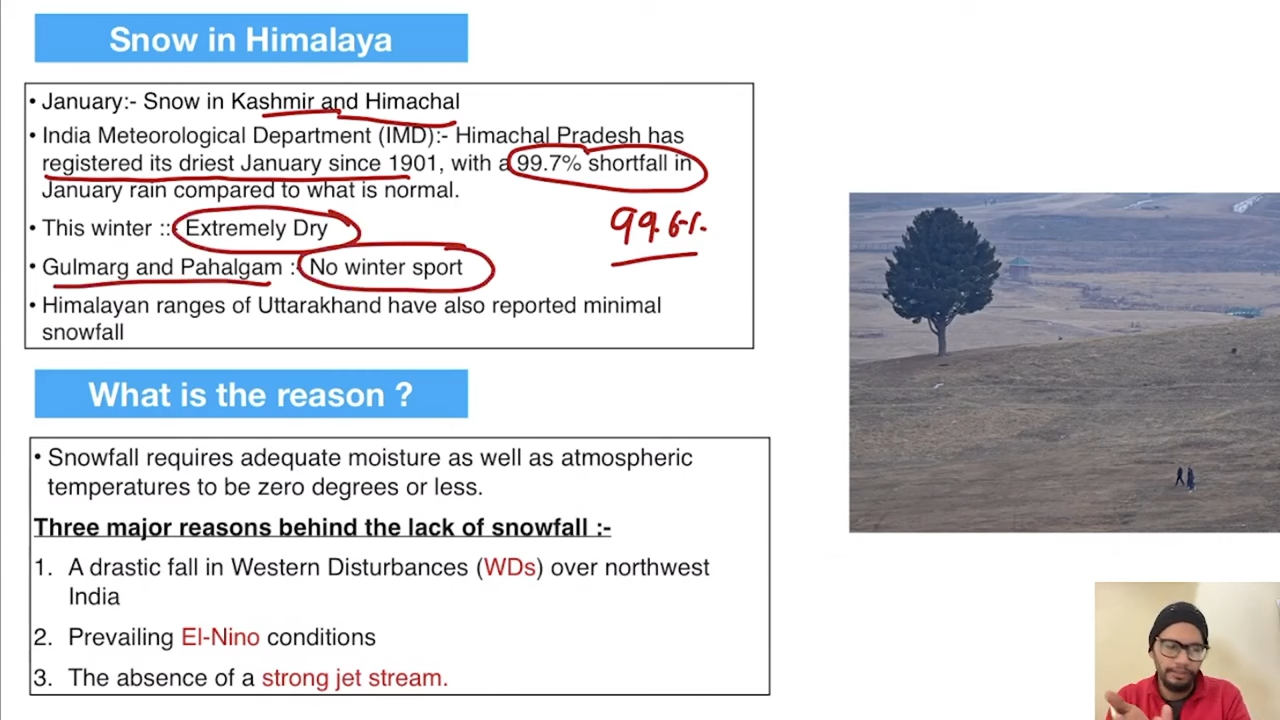 Snow in Himalaya
• January:- Snow in Kashmir and Himachal
• India Meteorological Department (IMD):- Himachal Pradesh has
registered its driest January since 1901, with a 99.7% shortfall in
January rain compared to what is normal.
99.6%
• This winter :: Extremely Dry
• Gulmarg and Pahalgam :- No winter sport
• Himalayan ranges of Uttarakhand have also reported minimal
snowfall
What is the reason ?
• Snowfall requires adequate moisture as well as atmospheric
temperatures to be zero degrees or less.
Three major reasons behind the lack of snowfall :-
1. A drastic fall in Western Disturbances (WDs) over northwest
India
2. Prevailing El-Nino conditions
3. The absence of a strong jet stream.